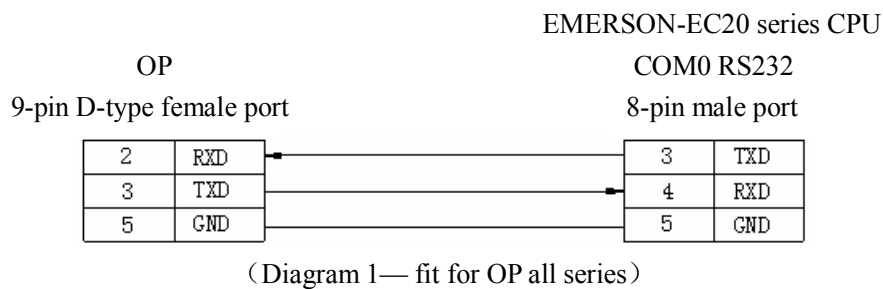 EMERSON-EC20 series CPU
OP COM0 RS232
9-pin D-type female port 8-pin male port
2 RXD 3 TXD
3 TXD 4 RXD
5 GND 5 GND
（Diagram 1— fit for OP all series）